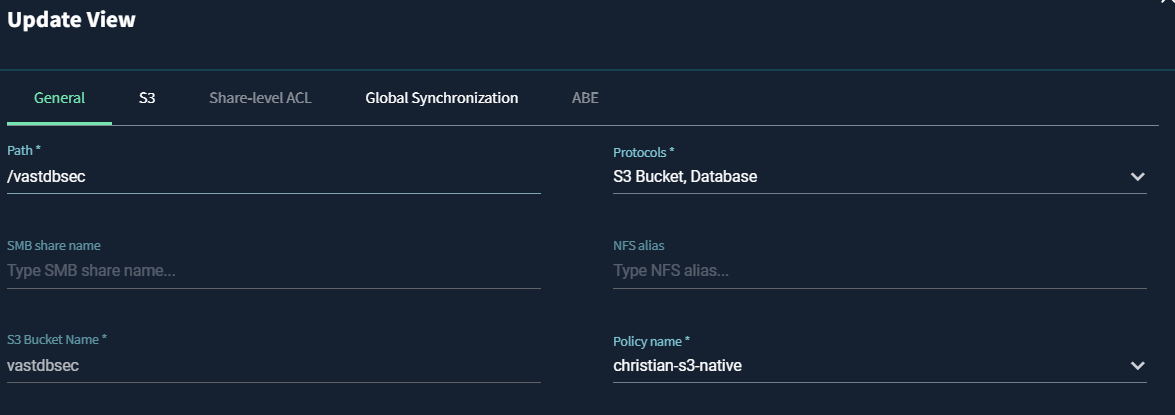 Update View
General S3 Share-level ACL Global Synchronization ABE
Path * Protocols *
/vastdbsec S3 Bucket, Database
SMB share name NFS alias
Type SMB share name... Type NFS alias...
S3 Bucket Name * Policy name *
vastdbsec christian-s3-native